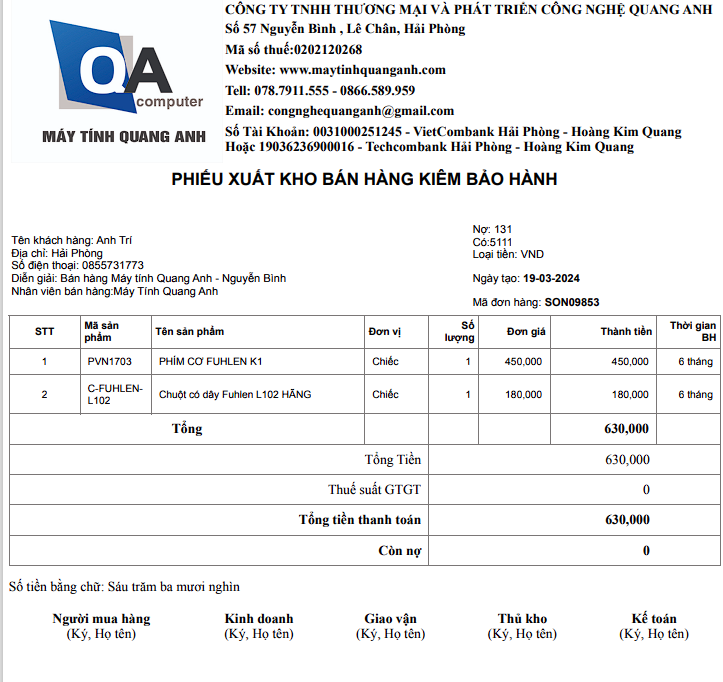 CÔNG TY TNHH THƯƠNG MẠI VÀ PHÁT TRIỂN CÔNG NGHỆ QUANG ANH
Số 57 Nguyễn Bình , Lê Chân, Hải Phòng
Mã số thuế:0202120268
Website: www.maytinhquanganh.com
Tell: 078.7911.555 - 0866.589.959
Email: congnghequanganh@gmail.com
Số Tài Khoản: 0031000251245 - VietCombank Hải Phòng - Hoàng Kim Quang
Hoặc 19036236900016 - Techcombank Hải Phòng - Hoàng Kim Quang
QA
computer
MÁY TÍNH QUANG ANH
PHIẾU XUẤT KHO BÁN HÀNG KIÊM BẢO HÀNH
Tên khách hàng: Anh Trí
Địa chỉ: Hải Phòng
Số điện thoại: 0855731773
Diễn giải: Bán hàng Máy tính Quang Anh - Nguyễn Bình
Nhân viên bán hàng:Máy Tính Quang Anh
Nợ: 131
Có:5111
Loại tiền: VND
Ngày tạo: 19-03-2024
Mã đơn hàng: SON09853
STT Mã sản phẩm Tên sản phẩm Đơn vị Số lượng Đơn giá Thành tiền Thời gian BH
1 PVN1703 PHÍM CƠ FUHLEN K1 Chiếc 1 450,000 450,000 6 tháng
2 C-FUHLEN-L102 Chuột có dây Fuhlen L102 HÃNG Chiếc 1 180,000 180,000 6 tháng
Tổng 630,000
Tổng Tiền 630,000
Thuế suất GTGT 0
Tổng tiền thanh toán 630,000
Còn nợ 0
Số tiền bằng chữ: Sáu trăm ba mươi nghìn
Người mua hàng Kinh doanh Giao vận Thủ kho Kế toán
(Ký, Họ tên) (Ký, Họ tên) (Ký, Họ tên) (Ký, Họ tên) (Ký, Họ tên)